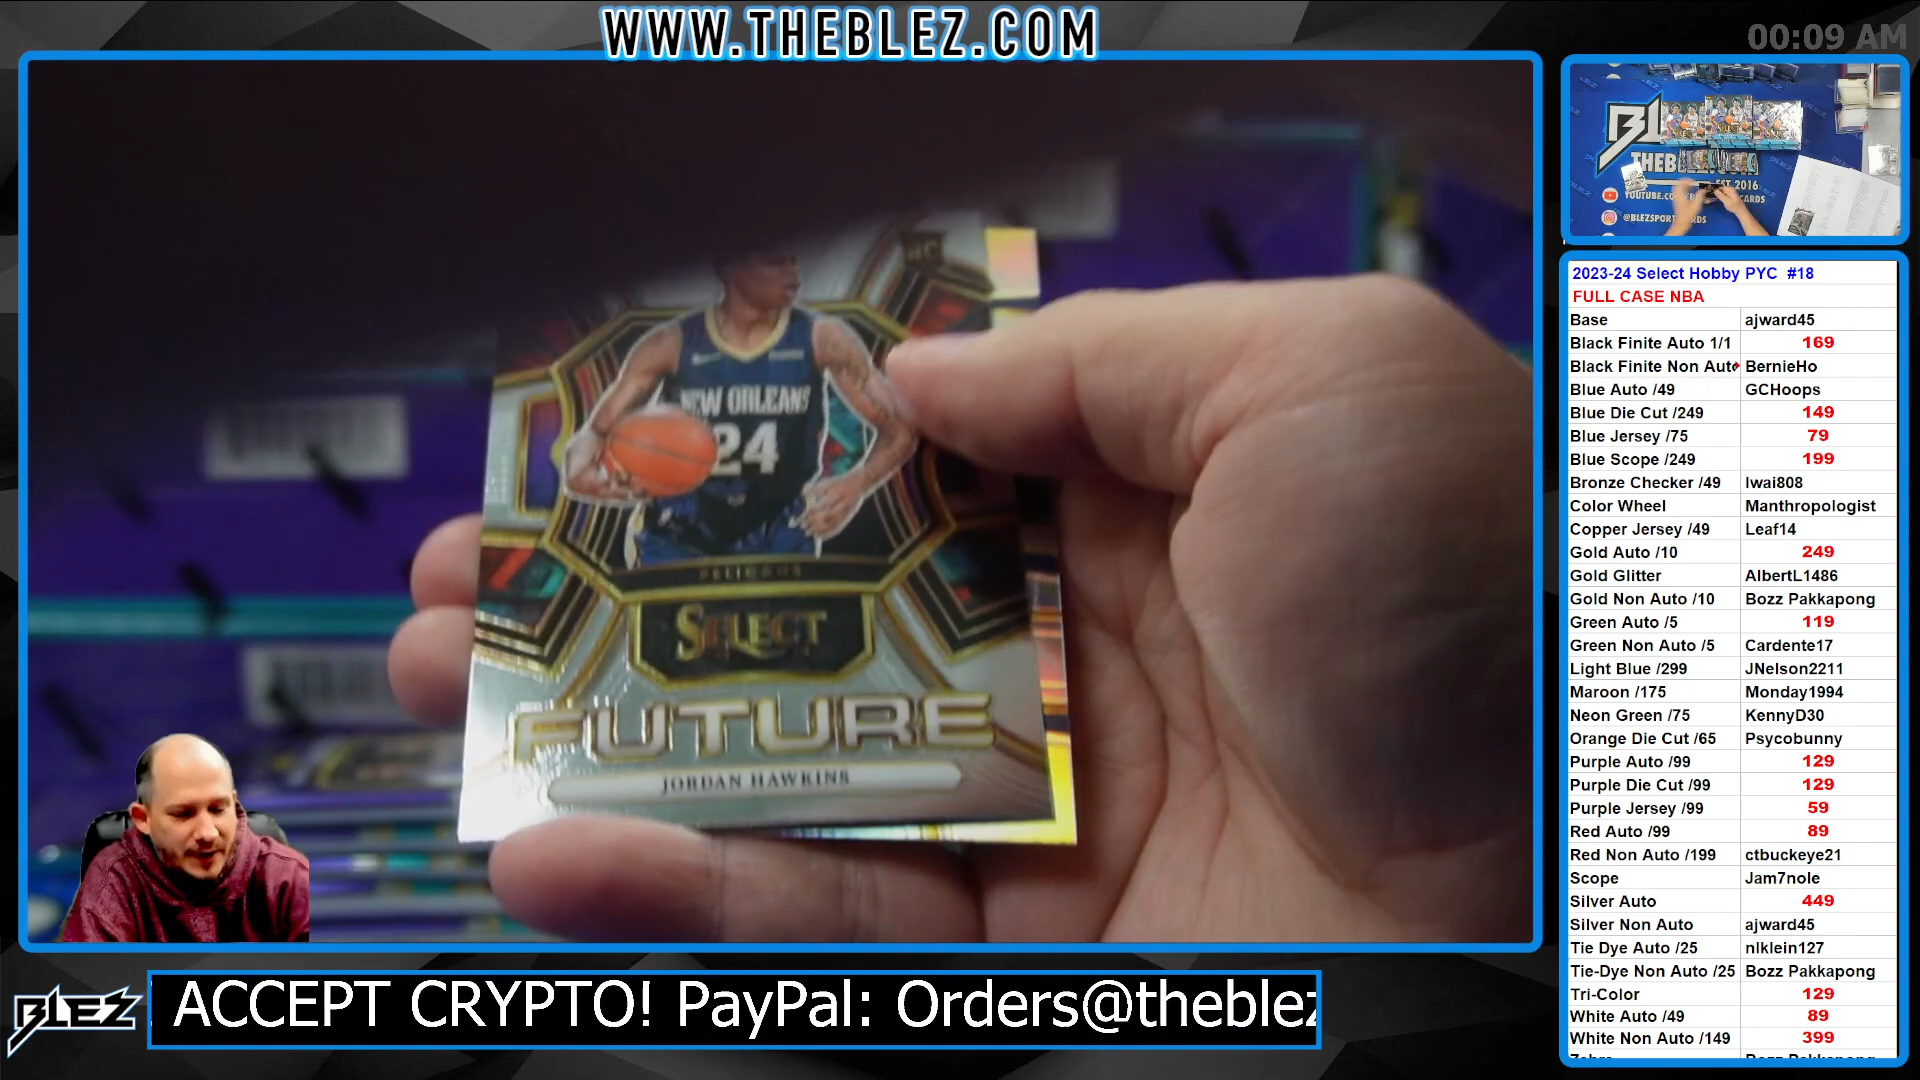 WWW.THEBLEZ.COM
00:09 AM
NEW ORLEANS
24
PELICANS
SELECT
FUTURE
JORDAN HAWKINS
THEBLEZ.COM
EST 2016
2023-24 Select Hobby PYC #18
FULL CASE NBA
Base ajward45
Black Finite Auto 1/1 169
Black Finite Non Auto BernieHo
Blue Auto /49 GCHoops
Blue Die Cut /249 149
Blue Jersey /75 79
Blue Scope /249 199
Bronze Checker /49 Iwai808
Color Wheel Manthropologist
Copper Jersey /49 Leaf14
Gold Auto /10 249
Gold Glitter AlbertL1486
Gold Non Auto /10 Bozz Pakkapong
Green Auto /5 119
Green Non Auto /5 Cardente17
Light Blue /299 JNelson2211
Maroon /175 Monday1994
Neon Green /75 KennyD30
Orange Die Cut /65 Psycobunny
Purple Auto /99 129
Purple Die Cut /99 129
Purple Jersey /99 59
Red Auto /99 89
Red Non Auto /199 ctbuckeye21
Scope Jam7nole
Silver Auto 449
Silver Non Auto ajward45
Tie Dye Auto /25 nlklein127
Tie-Dye Non Auto /25 Bozz Pakkapong
Tri-Color 129
White Auto /49 89
White Non Auto /149 399
BLEZ
ACCEPT CRYPTO! PayPal: Orders@theblez